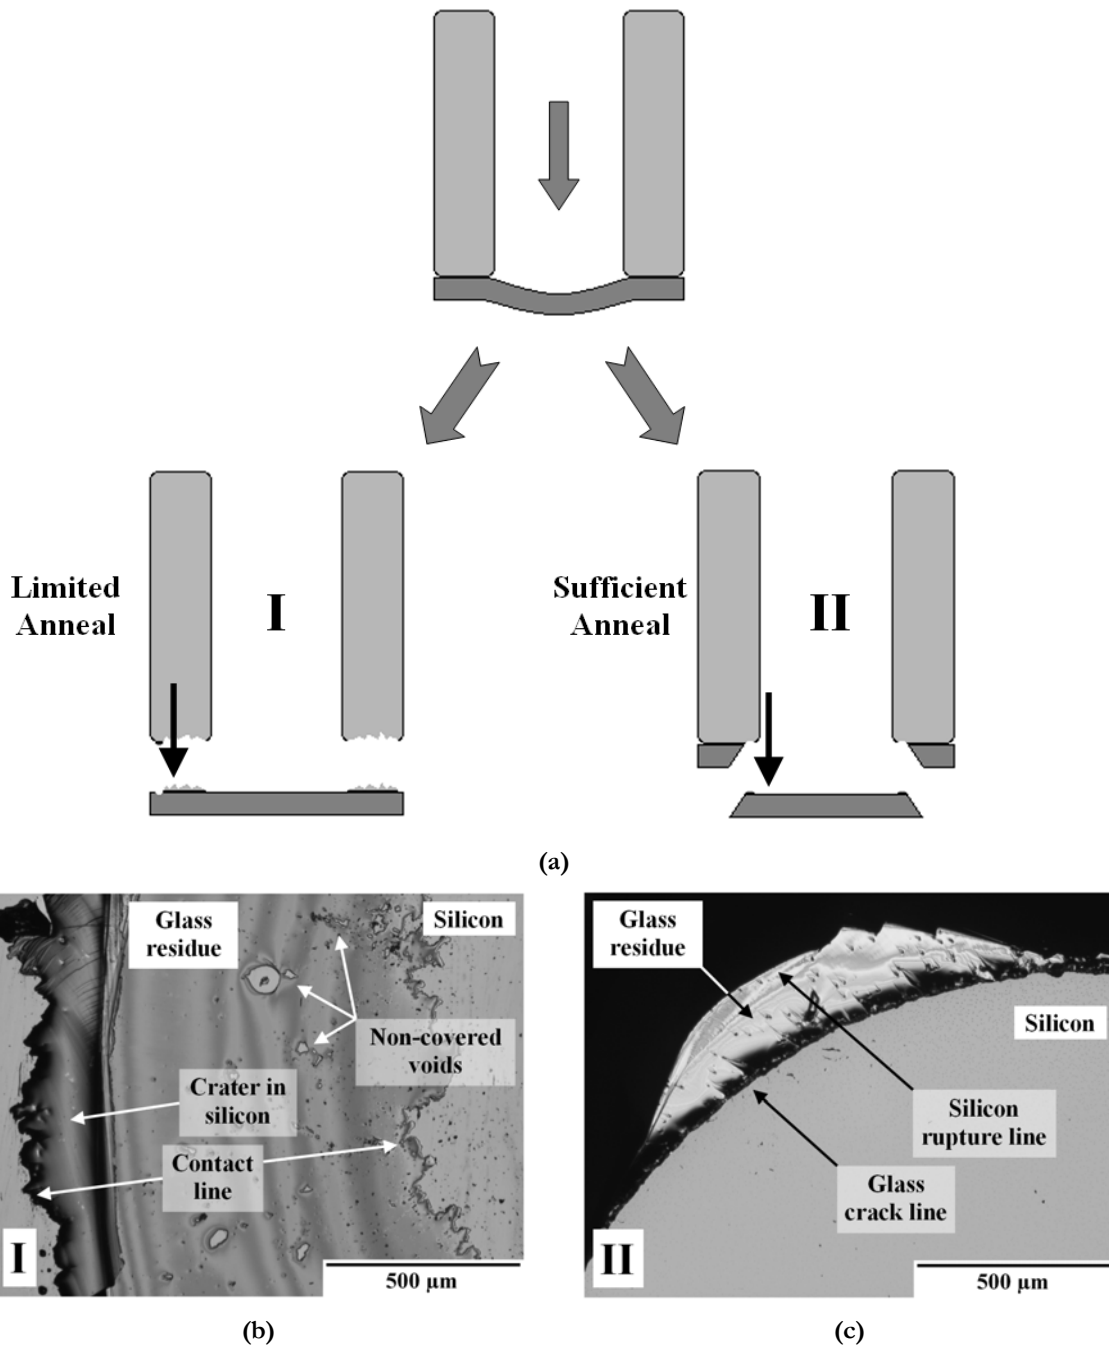 Limited
Anneal
I
Sufficient
Anneal
II
(a)
Glass
residue
Silicon
Non-covered
voids
Crater in
silicon
Contact
line
I
500 µm
(b)
Glass
residue
Silicon
Silicon
rupture line
Glass
crack line
II
500 µm
(c)